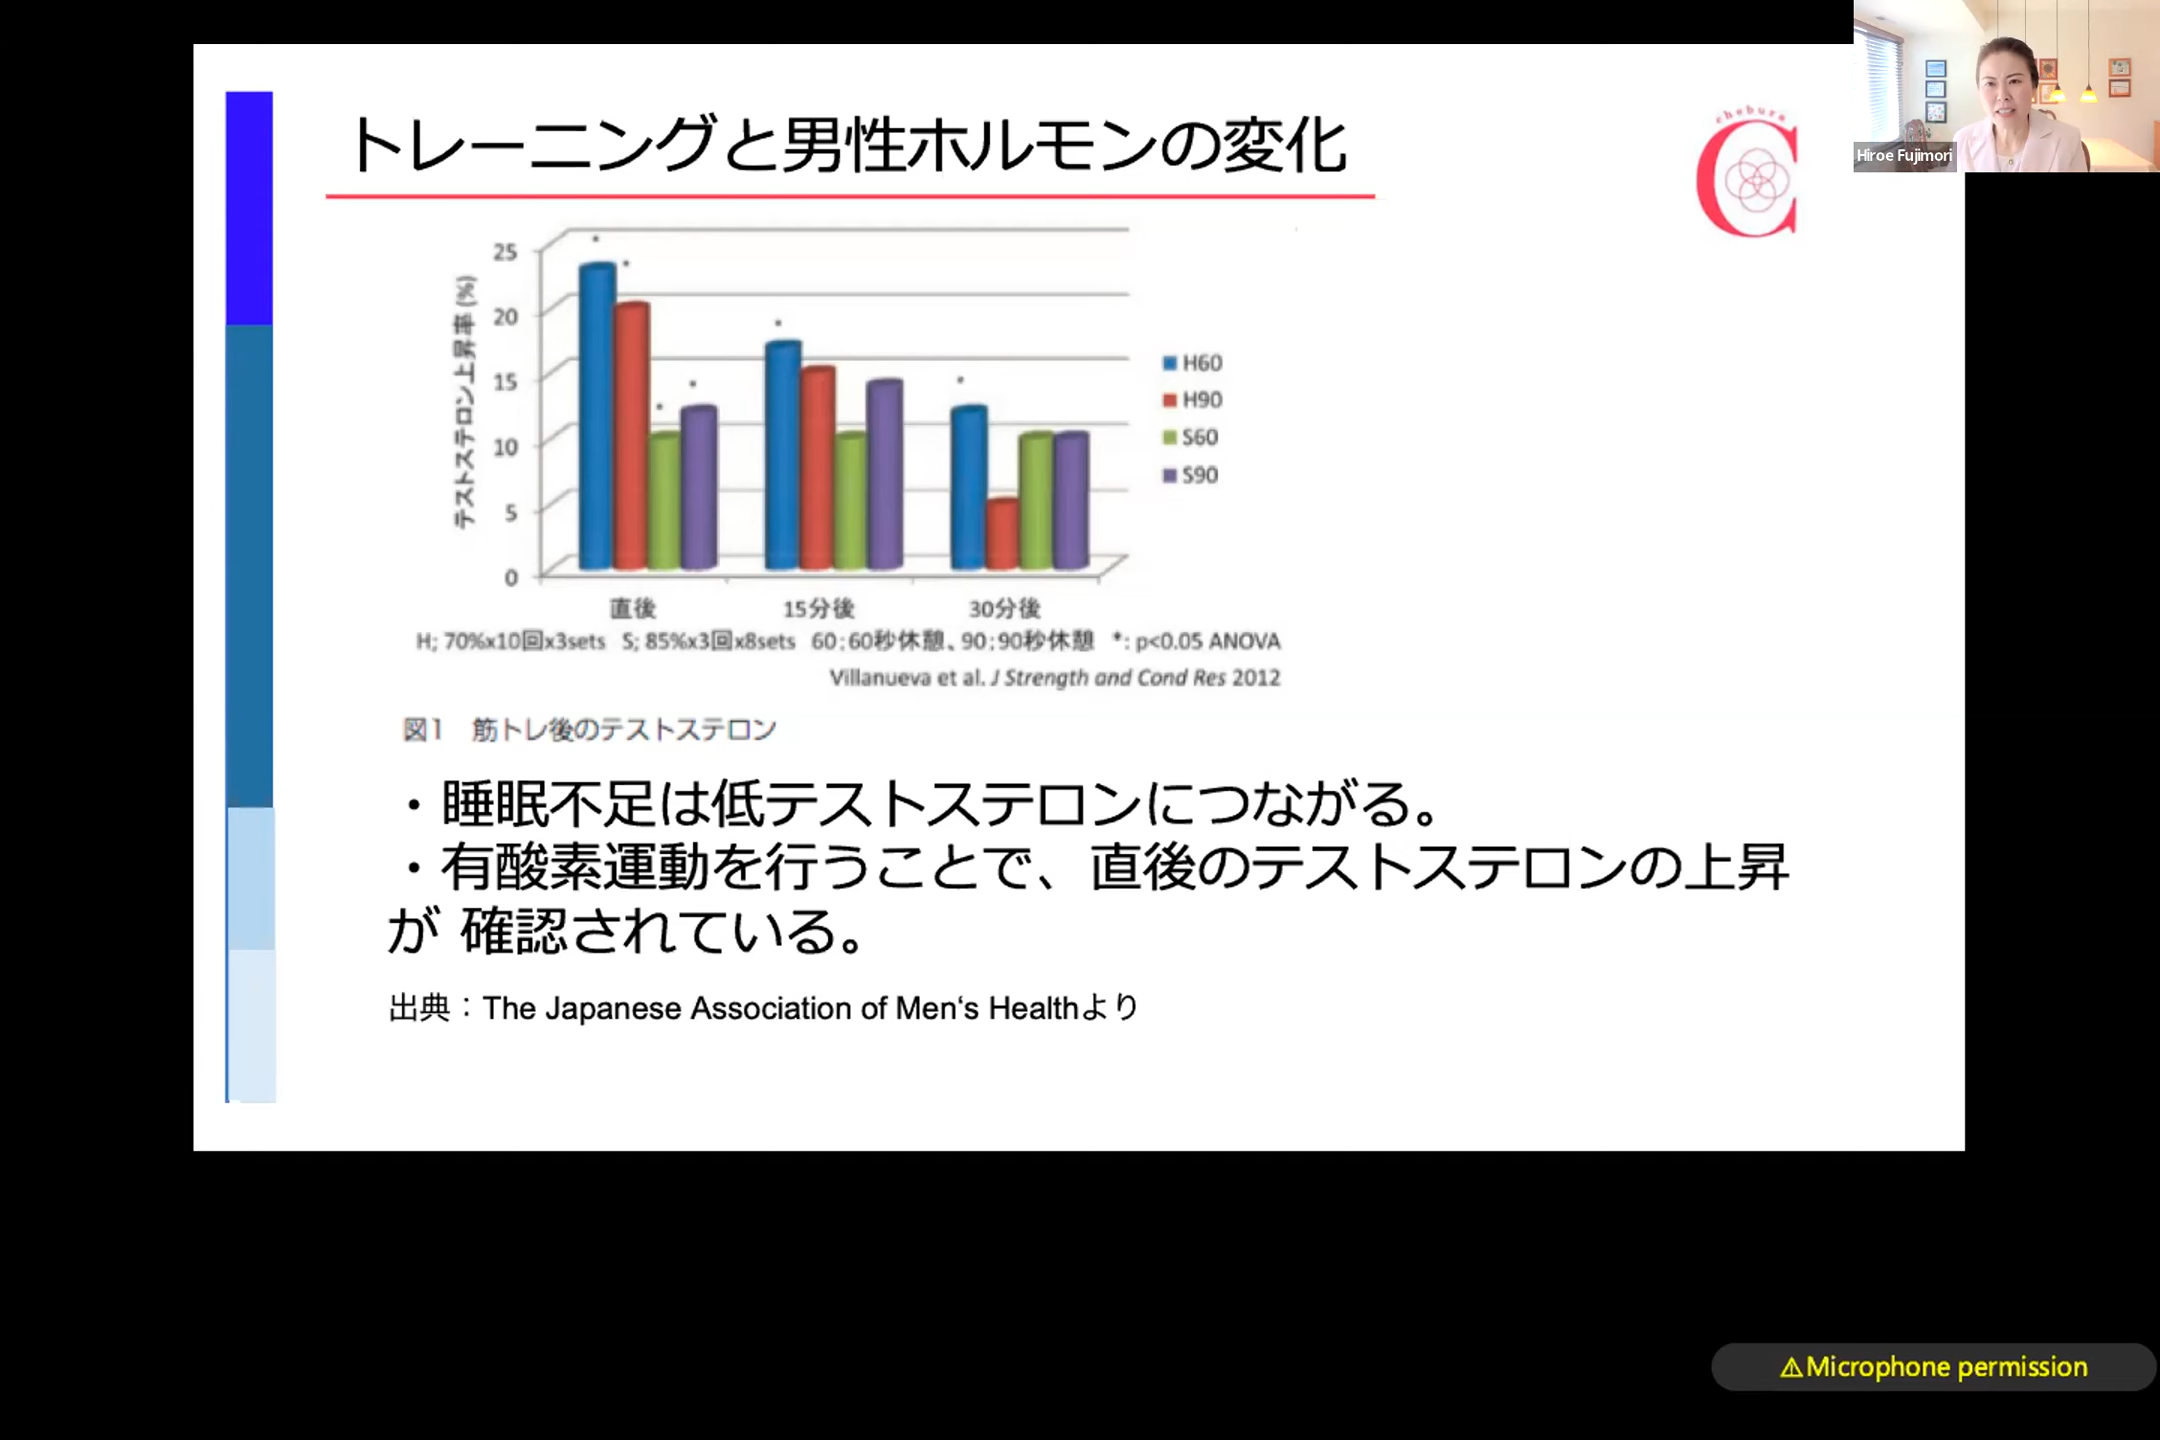 トレーニングと男性ホルモンの変化
chebura
Hiroe Fujimori
テストステロン上昇率 (%)
25
20
15
10
5
0
H60
H90
S60
S90
直後 15分後 30分後
H; 70%x10回x3sets S; 85%x3回x8sets 60:60秒休憩、90:90秒休憩 *: p<0.05 ANOVA
Villanueva et al. J Strength and Cond Res 2012
図1 筋トレ後のテストステロン
・睡眠不足は低テストステロンにつながる。
・有酸素運動を行うことで、直後のテストステロンの上昇
が 確認されている。
出典：The Japanese Association of Men‘s Healthより
⚠Microphone permission